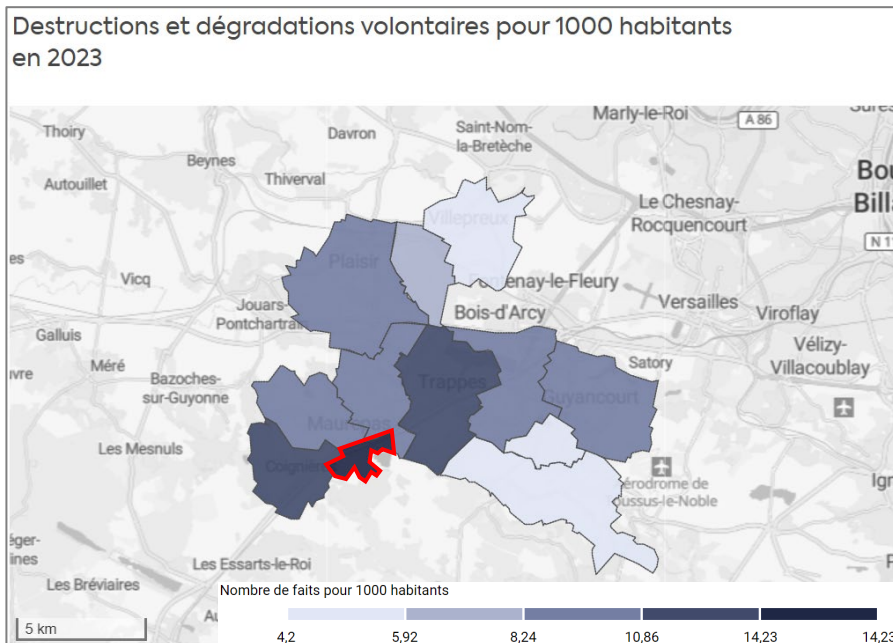 Destructions et dégradations volontaires pour 1000 habitants
en 2023
Marly-le-Roi
A 86
Thoiry
Davron
Saint-Nom-
la-Bretèche
Beynes
Autouillet
Thiverval
Le Chesnay-
Rocquencourt
Villepreux
N 1
Plaisir
Vicq
Fontenay-le-Fleury
Versailles
Jouars-
Pontchartrain
Bois-d'Arcy
Viroflay
Galluis
Vélizy-
Villacoublay
Méré
Satory
Bazoches-
sur-Guyonne
Trappes
Guyancourt
Maurepas
Les Mesnuls
Coignières
Aérodrome de
Toussus-le-Noble
Les Essarts-le-Roi
Les Bréviaires
Nombre de faits pour 1000 habitants
5 km
4,2 5,92 8,24 10,86 14,23 14,23